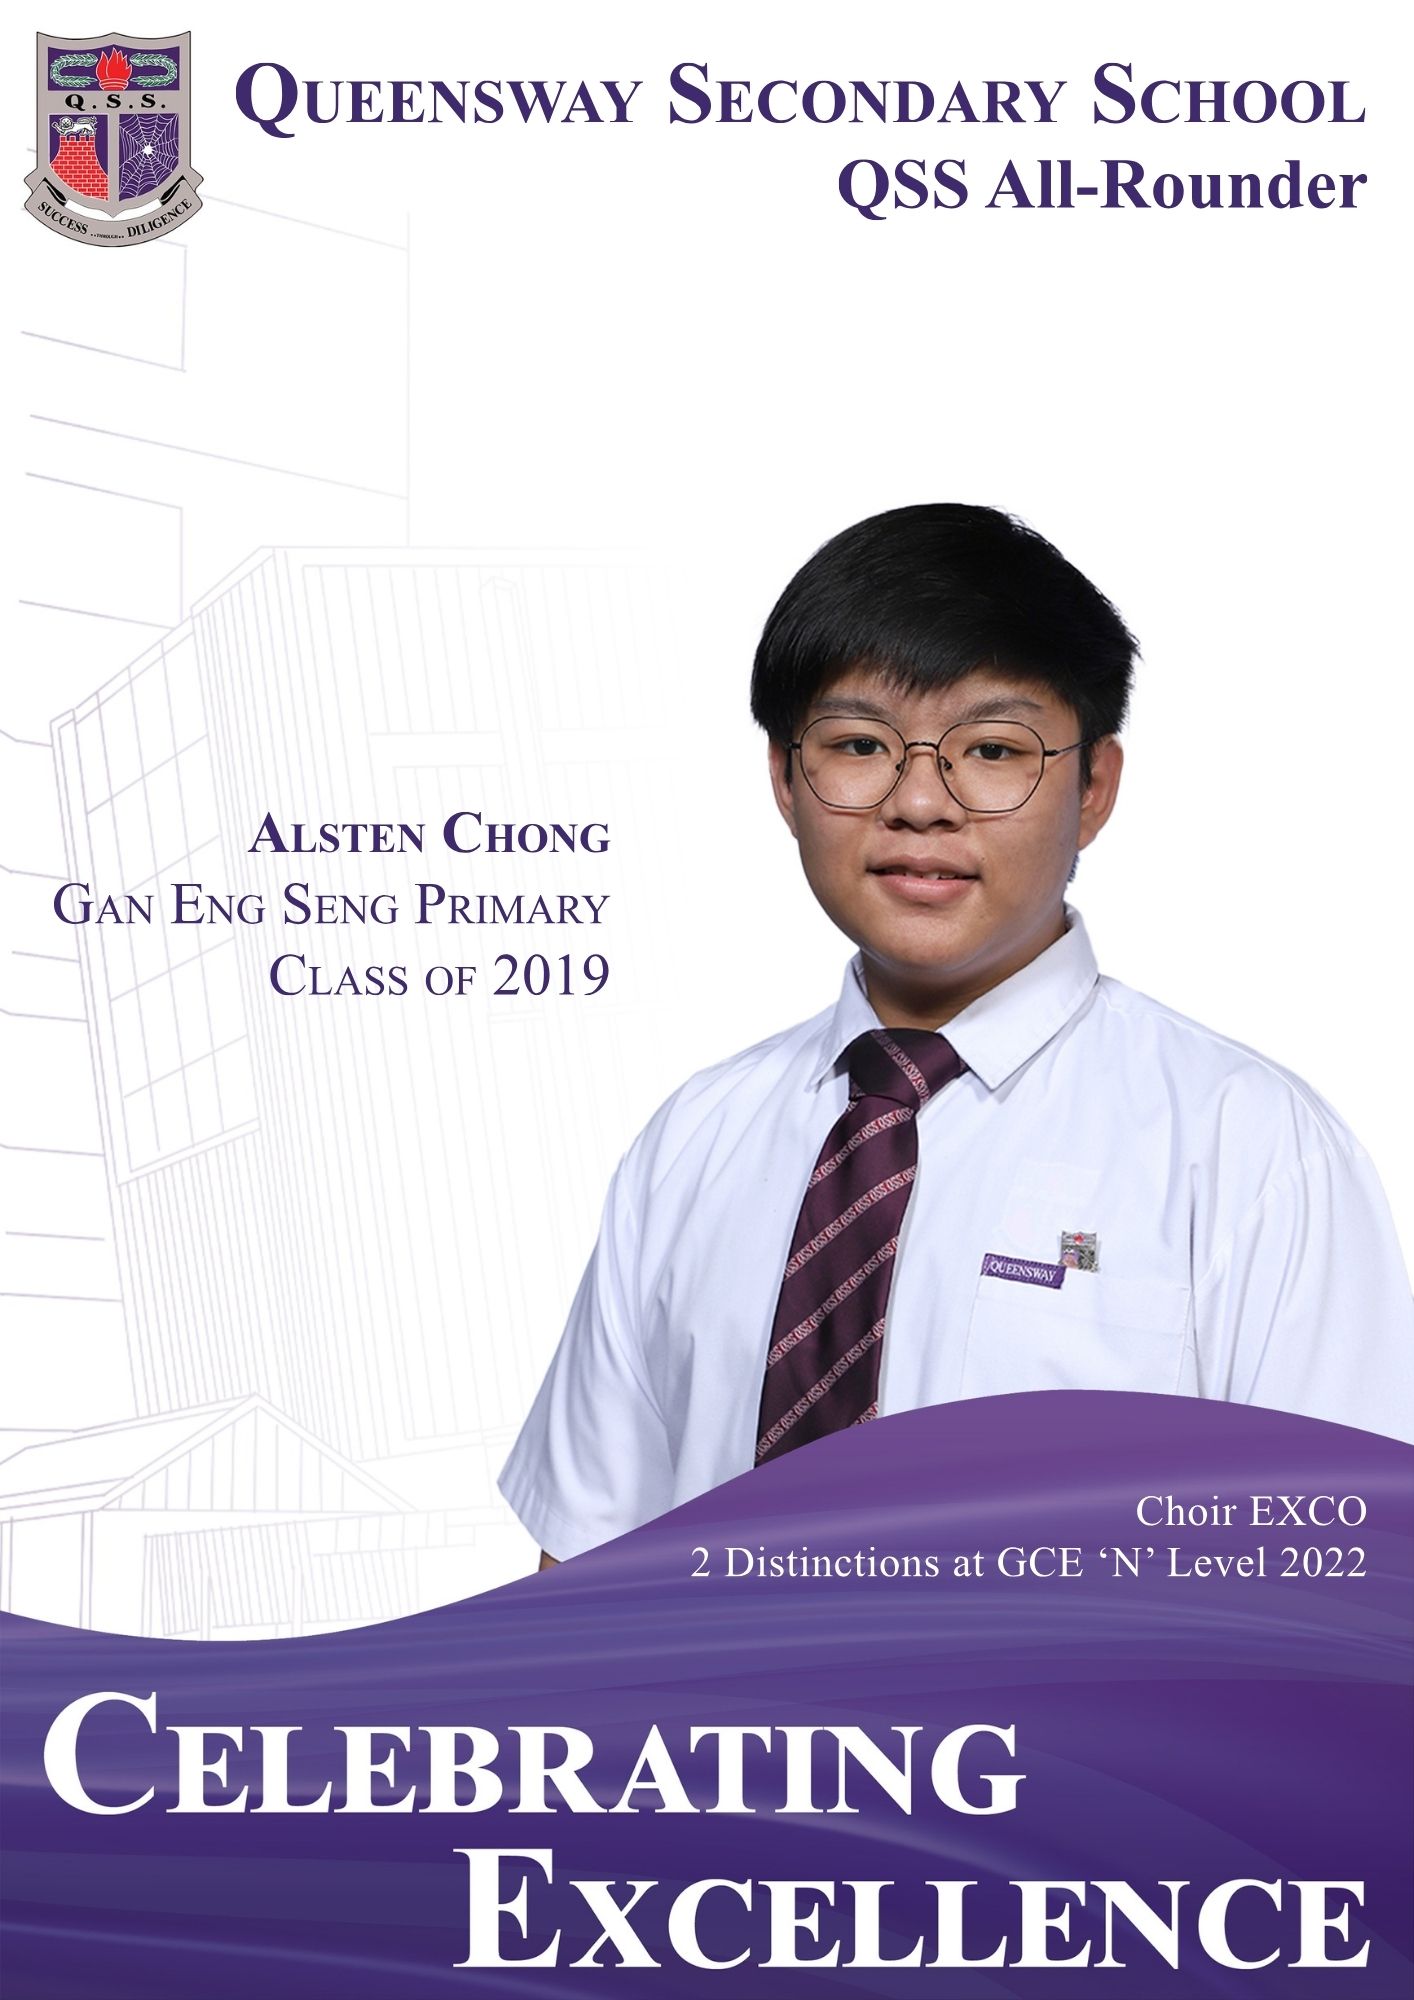 Q.S.S.
SUCCESS ..THROUGH.. DILIGENCE
QUEENSWAY SECONDARY SCHOOL
QSS All-Rounder
ALSTEN CHONG
GAN ENG SENG PRIMARY
CLASS OF 2019
QUEENSWAY
Choir EXCO
2 Distinctions at GCE ‘N’ Level 2022
CELEBRATING
EXCELLENCE